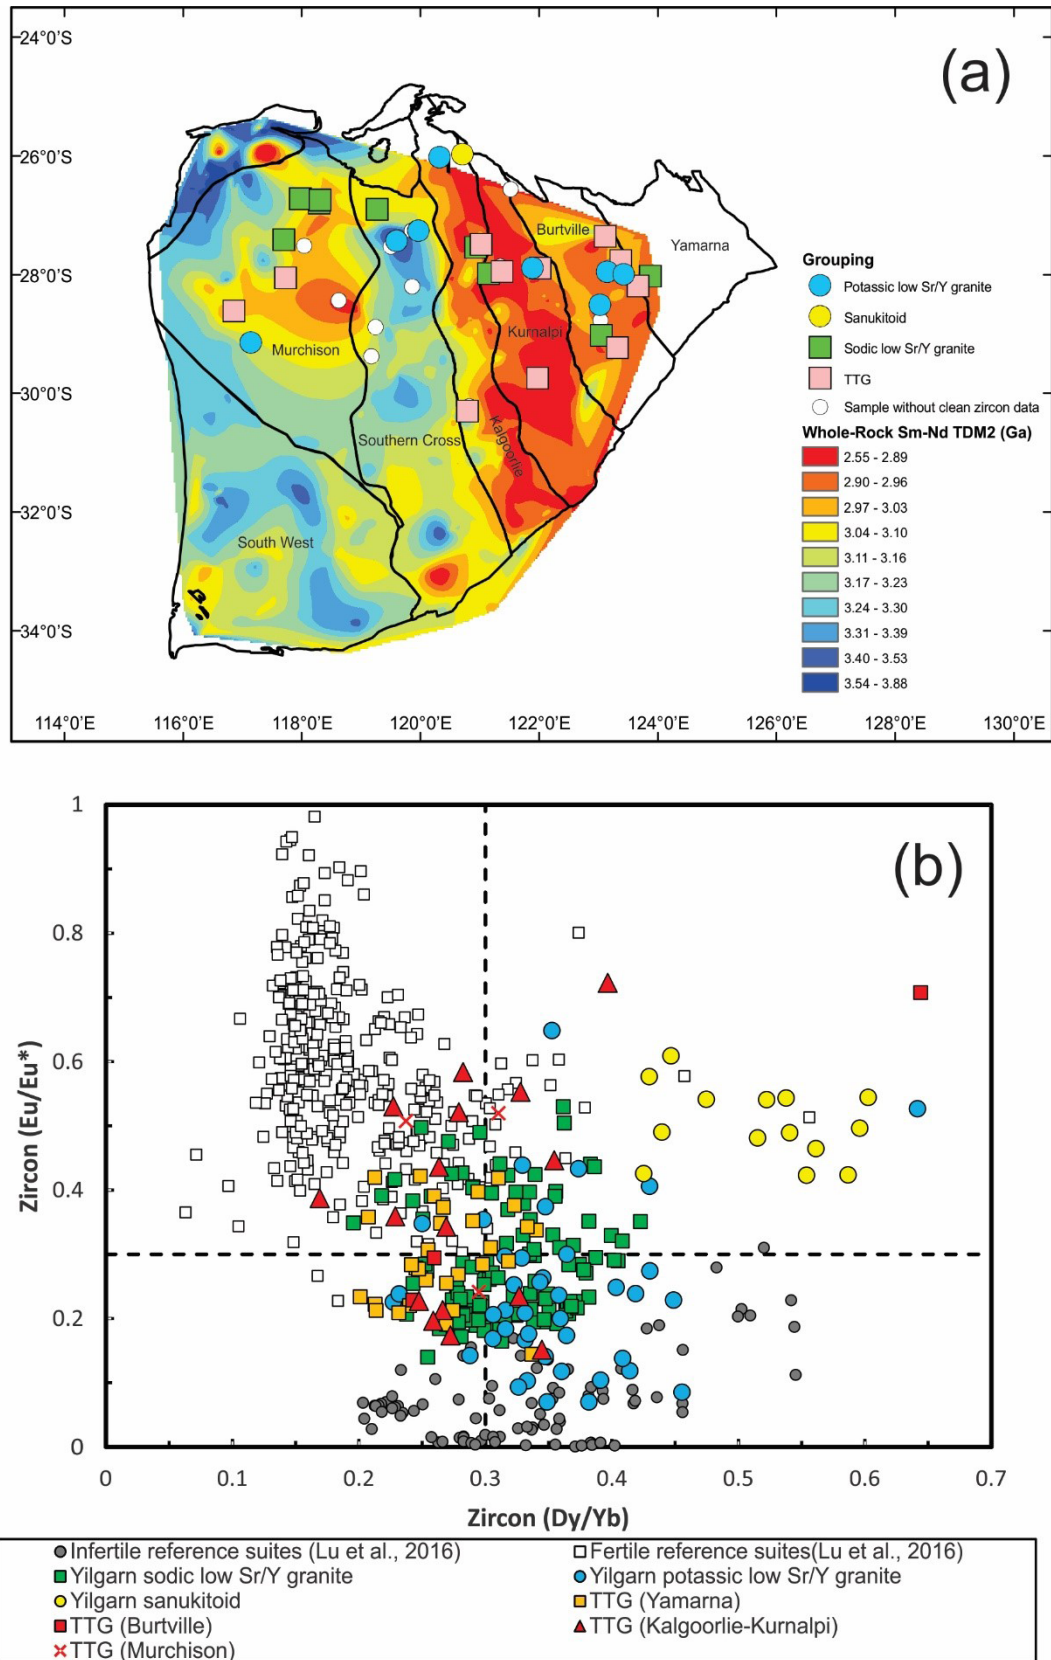 (a)
24°0'S
26°0'S
28°0'S
30°0'S
32°0'S
34°0'S
Burtville
Yamarna
Kurnalpi
Murchison
Southern Cross
Kalgoorlie
South West
Grouping
Potassic low Sr/Y granite
Sanukitoid
Sodic low Sr/Y granite
TTG
Sample without clean zircon data
Whole-Rock Sm-Nd TDM2 (Ga)
2.55 - 2.89
2.90 - 2.96
2.97 - 3.03
3.04 - 3.10
3.11 - 3.16
3.17 - 3.23
3.24 - 3.30
3.31 - 3.39
3.40 - 3.53
3.54 - 3.88
114°0'E 116°0'E 118°0'E 120°0'E 122°0'E 124°0'E 126°0'E 128°0'E 130°0'E
(b)
1
0.8
0.6
0.4
0.2
0
Zircon (Eu/Eu*)
0 0.1 0.2 0.3 0.4 0.5 0.6 0.7
Zircon (Dy/Yb)
Infertile reference suites (Lu et al., 2016) Fertile reference suites(Lu et al., 2016)
Yilgarn sodic low Sr/Y granite Yilgarn potassic low Sr/Y granite
Yilgarn sanukitoid TTG (Yamarna)
TTG (Burtville) TTG (Kalgoorlie-Kurnalpi)
TTG (Murchison)